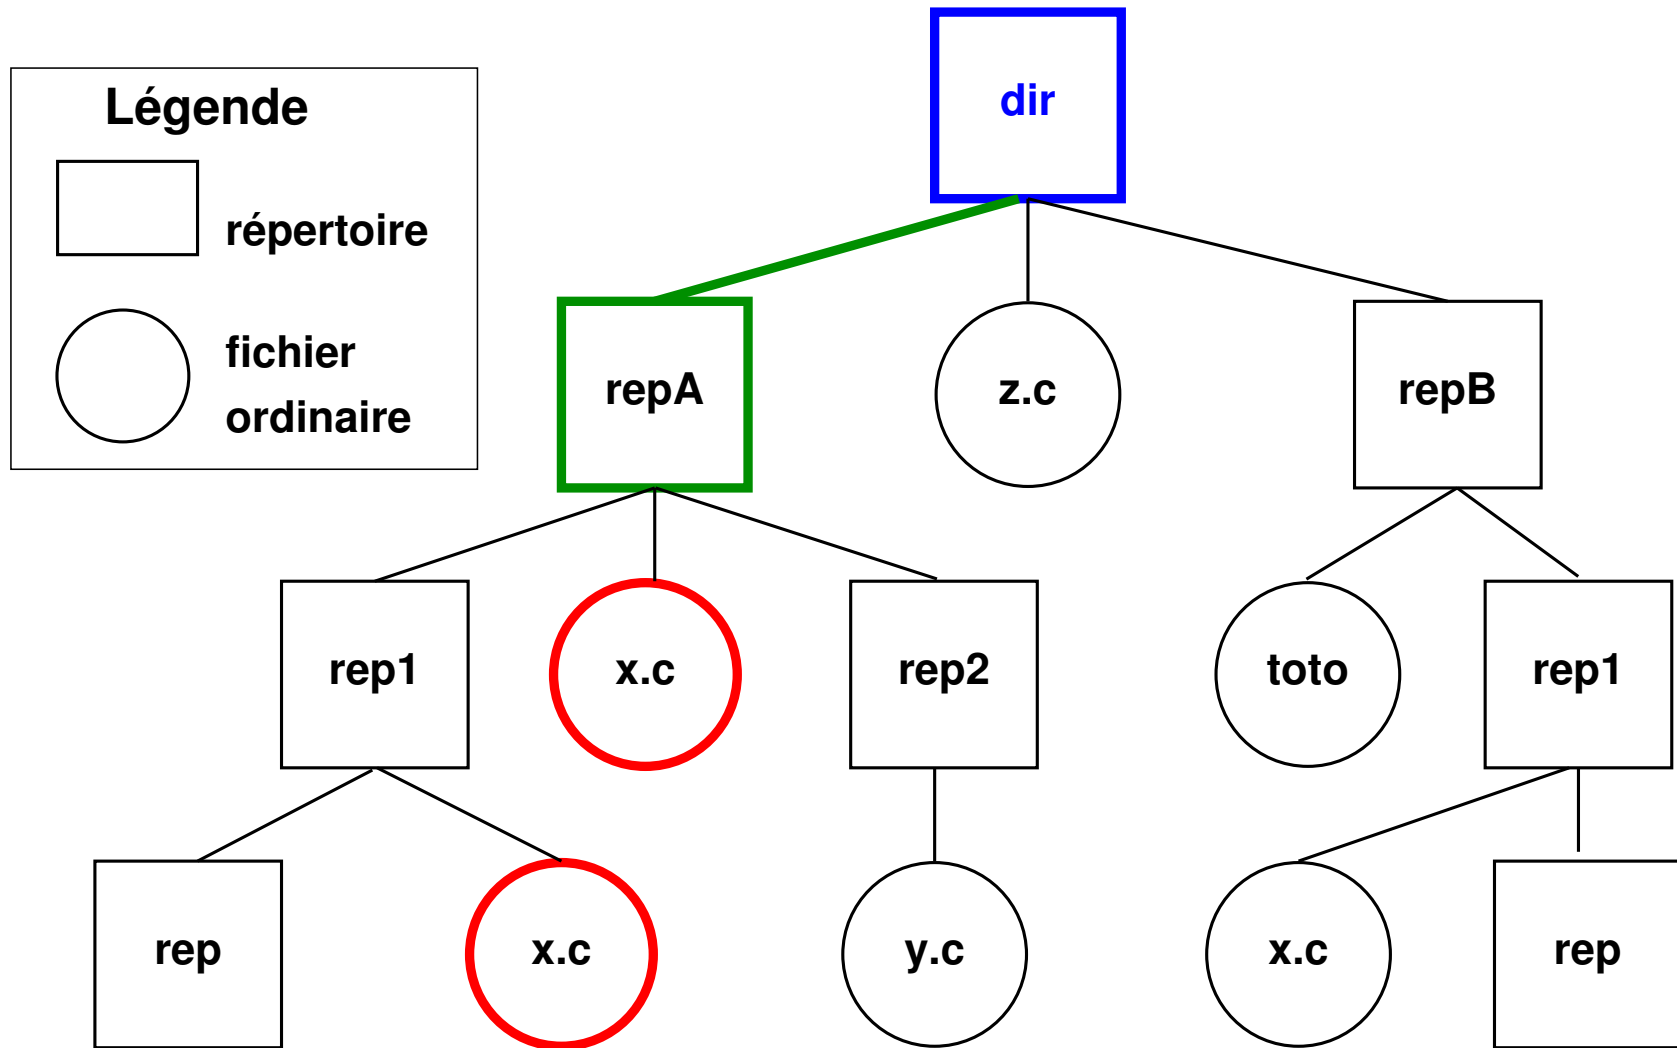 Légende
répertoire
fichier
ordinaire
dir
repA
z.c
repB
rep1
x.c
rep2
toto
rep1
rep
x.c
y.c
x.c
rep